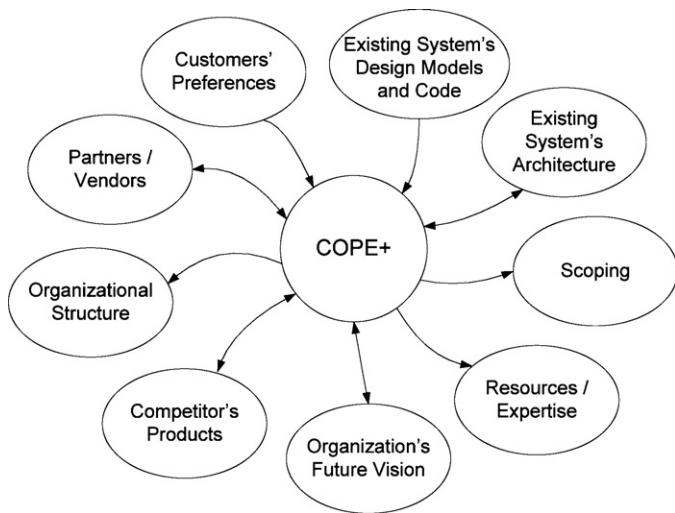 Customers'
Preferences
Existing System's
Design Models
and Code
Partners /
Vendors
Existing
System's
Architecture
COPE+
Organizational
Structure
Scoping
Competitor's
Products
Organization's
Future Vision
Resources /
Expertise